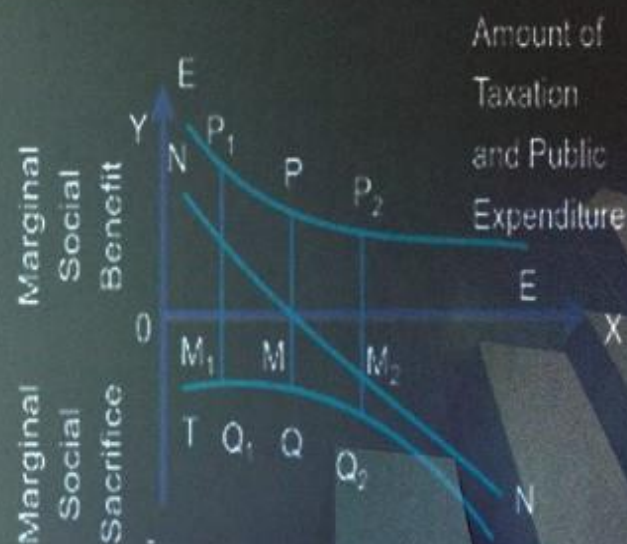 Amount of
Taxation
and Public
Expenditure
E
Y
P₁
N
P
P₂
Marginal
Social
Benefit
E
0
X
M₁
M
M₂
T
Q₁
Q
Q₂
N
Marginal
Social
Sacrifice